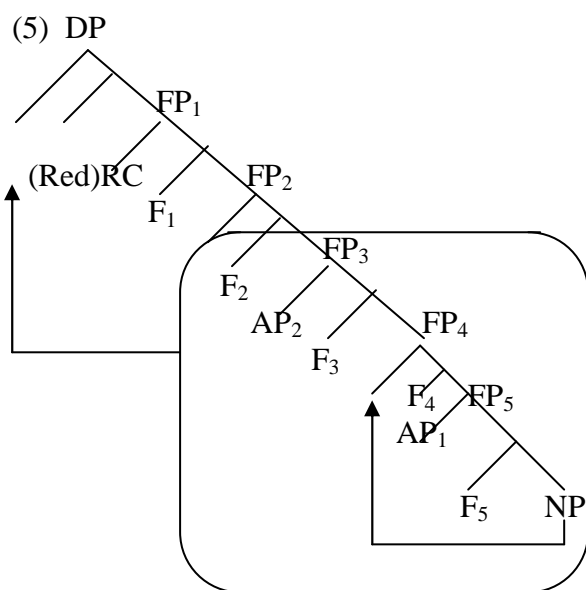 (5) DP
FP₁
(Red)RC
F₁
FP₂
F₂
FP₃
AP₂
F₃
FP₄
F₄
FP₅
AP₁
F₅
NP